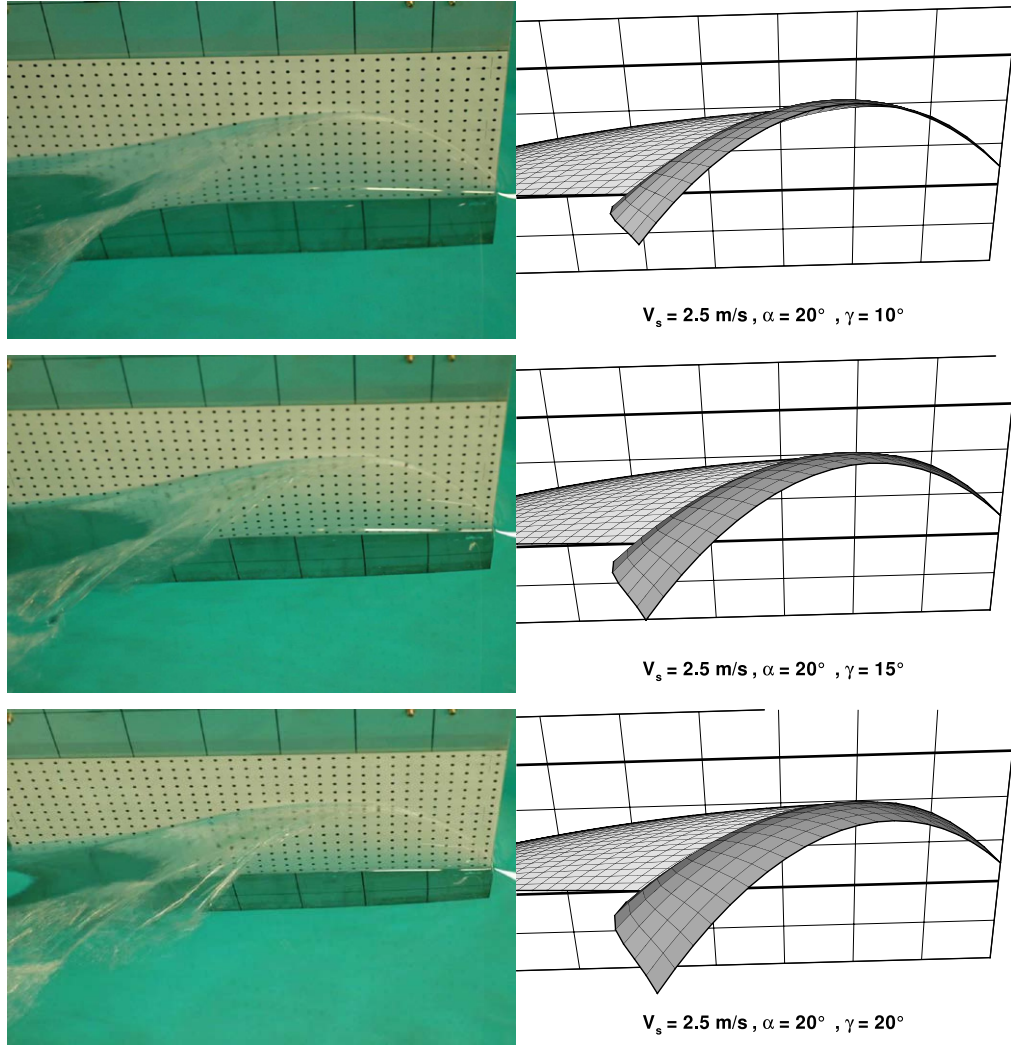 Vs = 2.5 m/s , α = 20° , γ = 10°
Vs = 2.5 m/s , α = 20° , γ = 15°
Vs = 2.5 m/s , α = 20° , γ = 20°